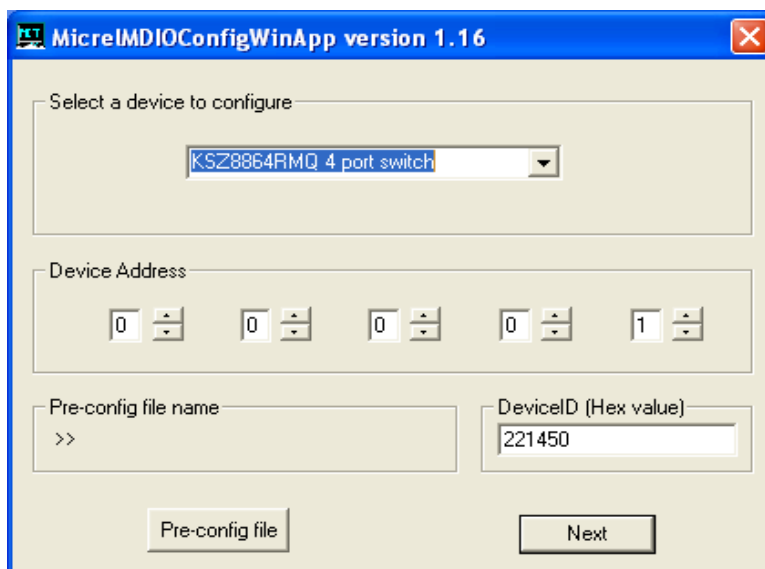 MicrelMDIOConfigWinApp version 1.16
Select a device to configure
KSZ8864RMQ 4 port switch
Device Address
0 0 0 0 1
Pre-config file name
>>
DeviceID (Hex value)
221450
Pre-config file
Next